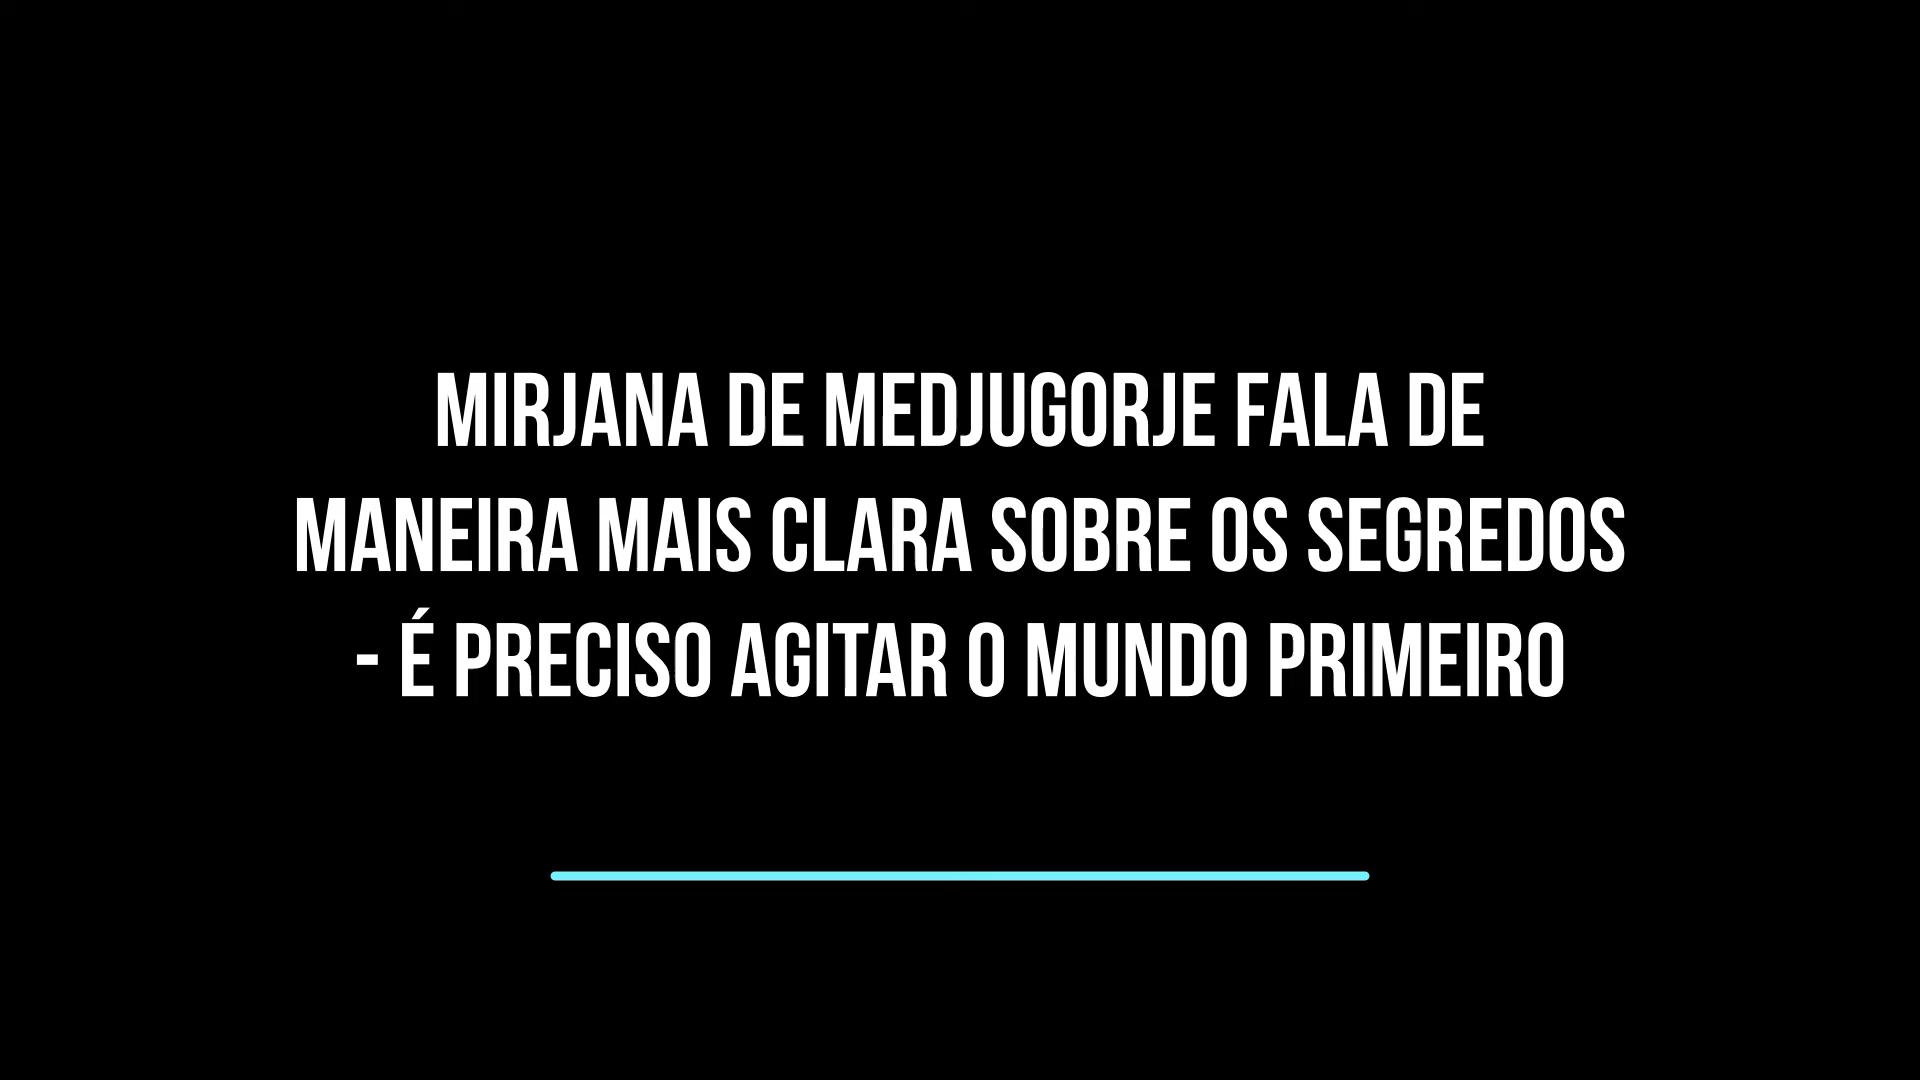 MIRJANA DE MEDJUGORJE FALA DE
MANEIRA MAIS CLARA SOBRE OS SEGREDOS
- É PRECISO AGITAR O MUNDO PRIMEIRO